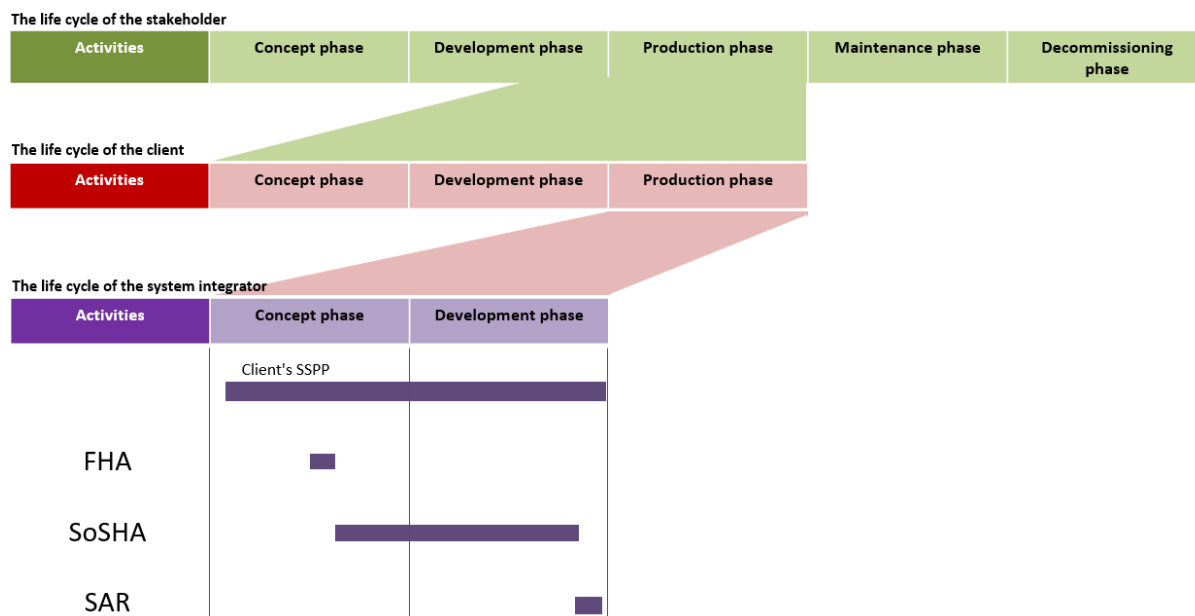 The life cycle of the stakeholder
Activities Concept phase Development phase Production phase Maintenance phase Decommissioning
phase
The life cycle of the client
Activities Concept phase Development phase Production phase
The life cycle of the system integrator
Activities Concept phase Development phase
Client's SSPP
FHA
SoSHA
SAR